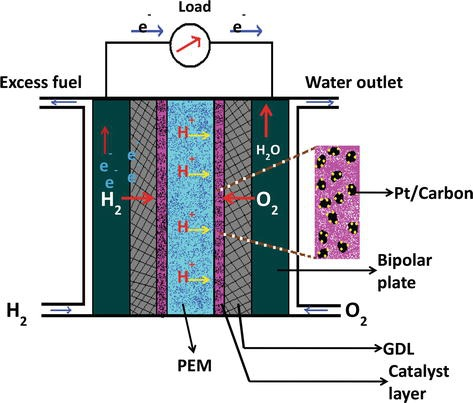 Load
e⁻
e⁻
Excess fuel
Water outlet
H⁺
H₂O
e⁻
e
e
e
H⁺
H₂
O₂
Pt/Carbon
H⁺
Bipolar
plate
H⁺
H₂
O₂
PEM
GDL
Catalyst
layer